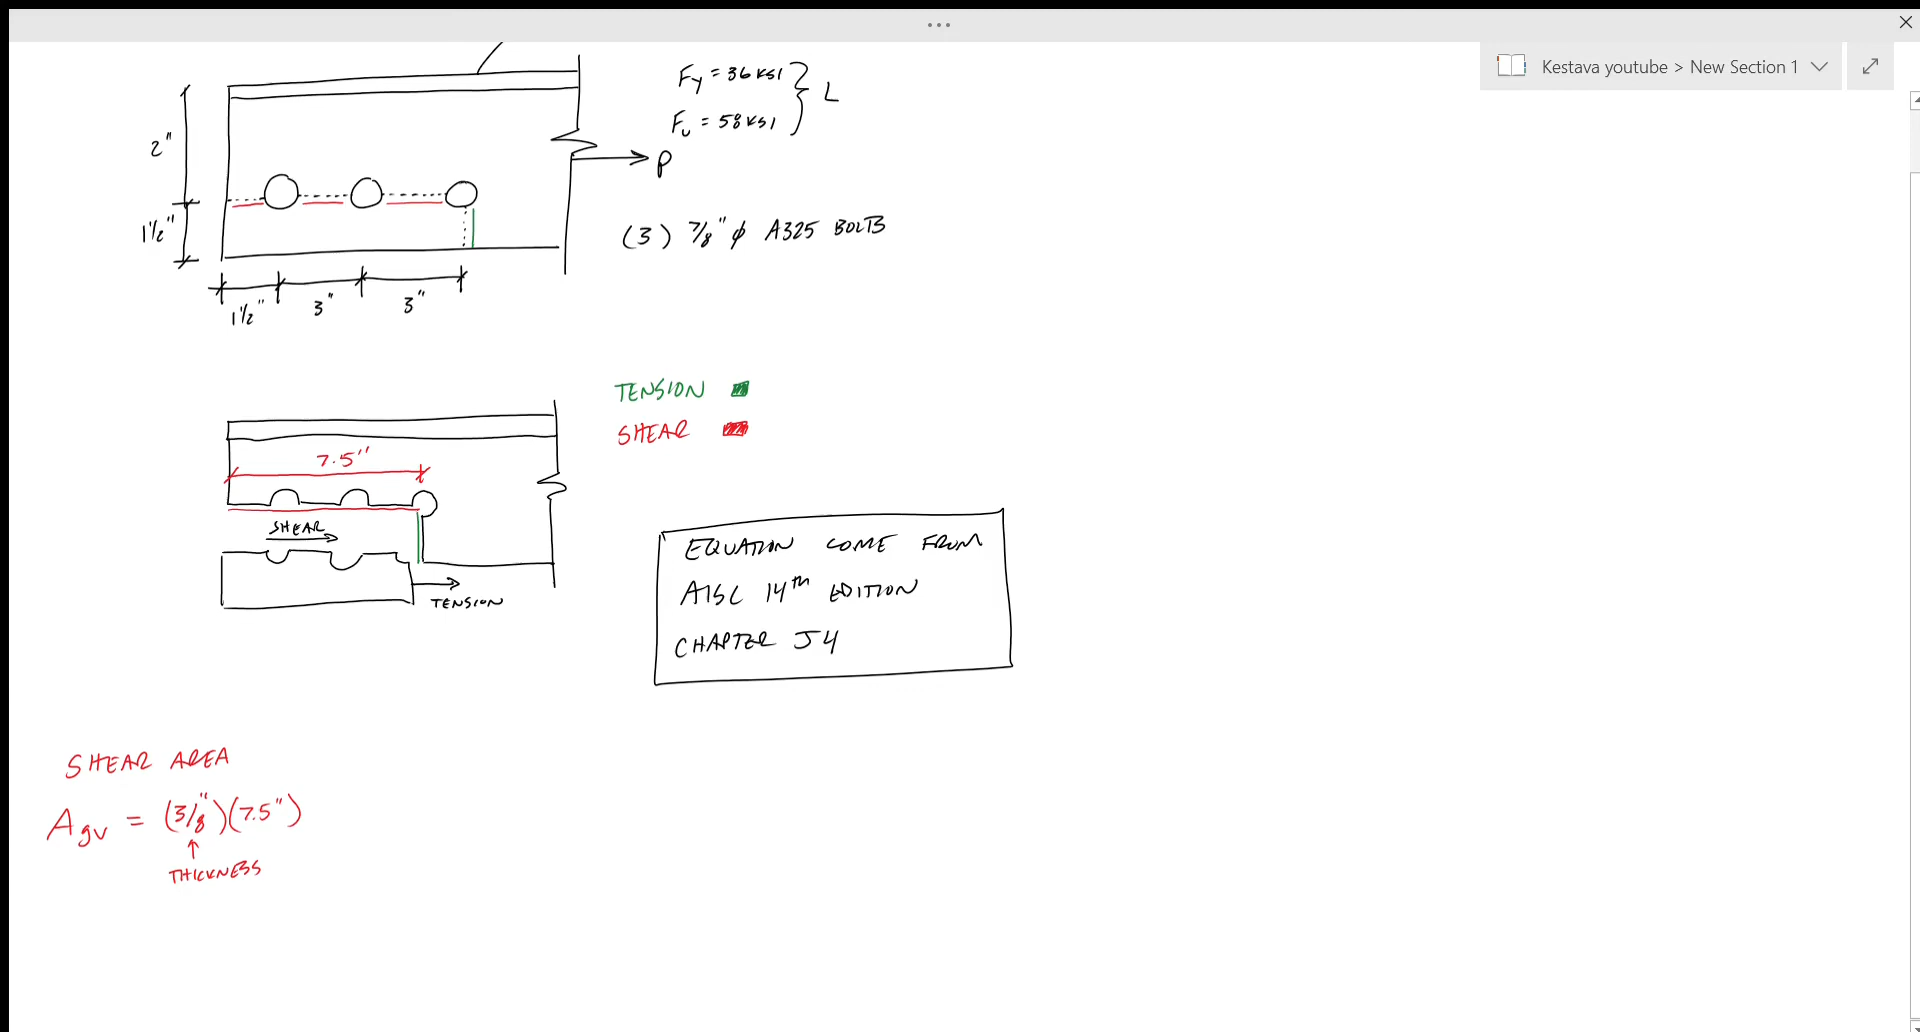 Kestava youtube > New Section 1
Fy = 36 KSI
Fu = 58 KSI
L
2"
P
1½"
(3) 7/8" ϕ A325 BOLTS
1½"
3"
3"
TENSION
SHEAR
7.5"
SHEAR
TENSION
EQUATION COME FROM
AISC 14th EDITION
CHAPTER J4
SHEAR AREA
Agv = (3/8")(7.5")
↑
THICKNESS